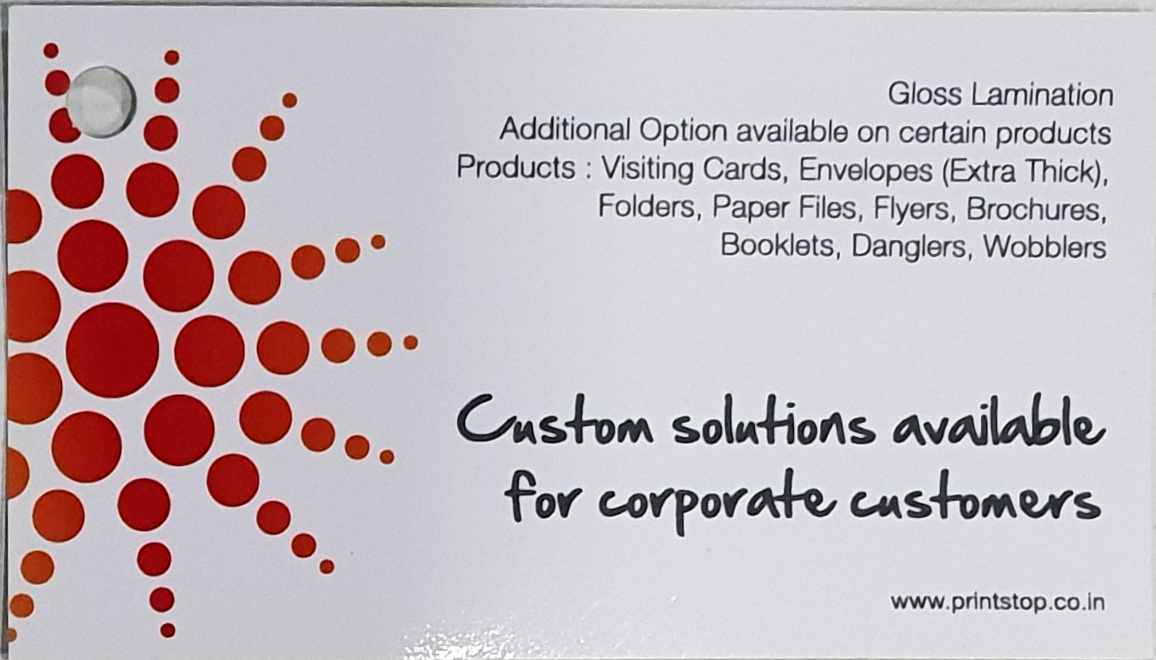 Gloss Lamination
Additional Option available on certain products
Products : Visiting Cards, Envelopes (Extra Thick),
Folders, Paper Files, Flyers, Brochures,
Booklets, Danglers, Wobblers
Custom solutions available
for corporate customers
www.printstop.co.in